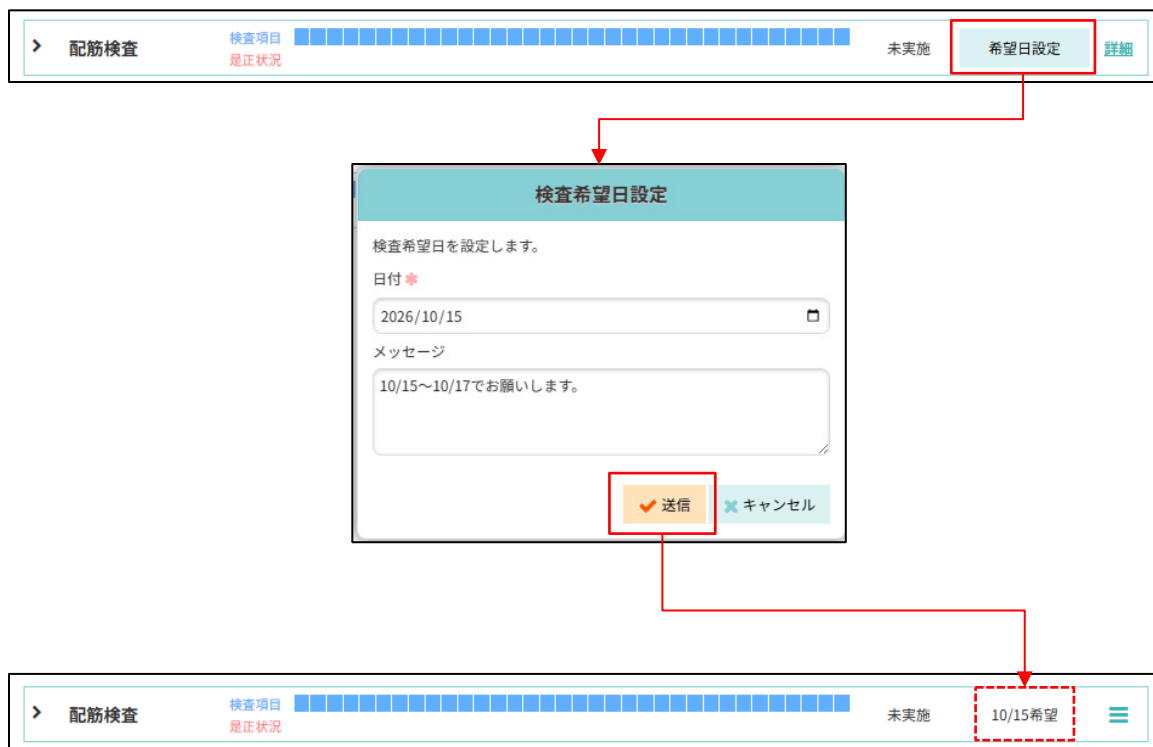 配筋検査
検査項目
是正状況
未実施
希望日設定
詳細
検査希望日設定
検査希望日を設定します。
日付 ✱
2026/10/15
メッセージ
10/15～10/17でお願いします。
送信
キャンセル
配筋検査
検査項目
是正状況
未実施
10/15希望